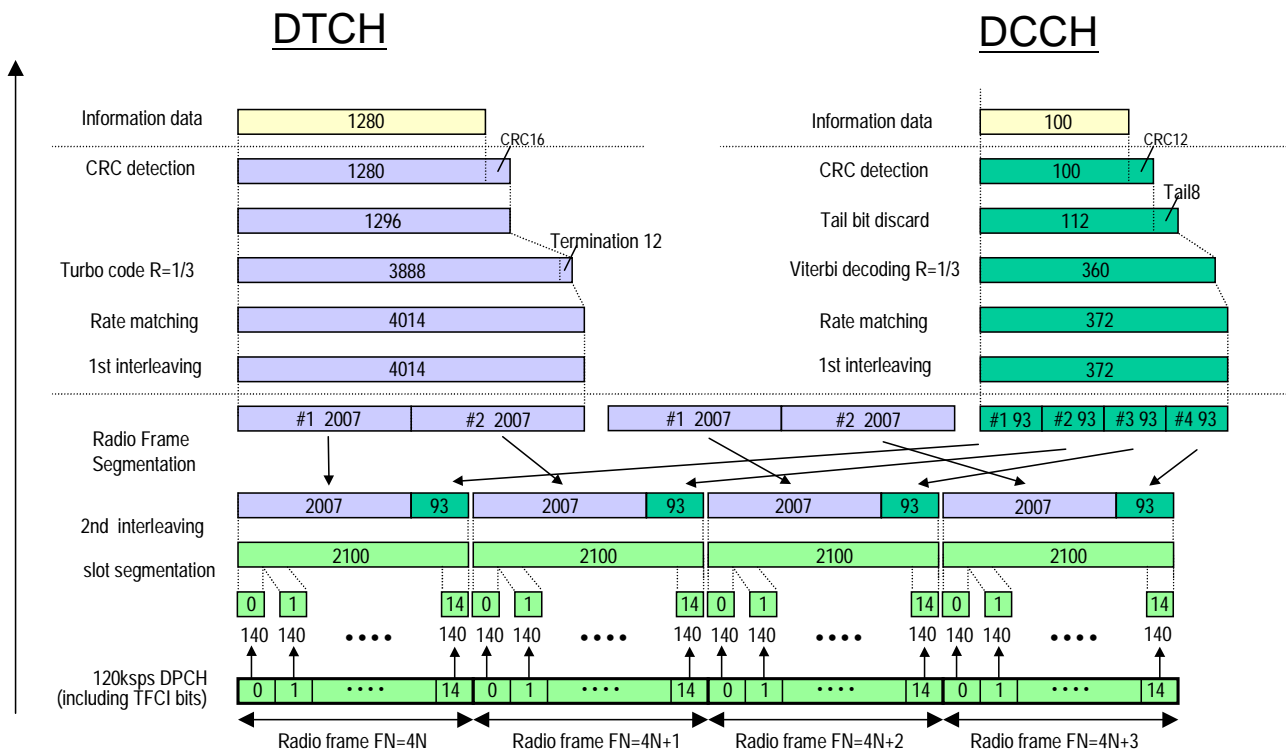 DTCH DCCH
Information data 1280 Information data 100
CRC16 CRC12
CRC detection 1280 CRC detection 100
Tail8
1296 Tail bit discard 112
Termination 12
Turbo code R=1/3 3888 Viterbi decoding R=1/3 360
Rate matching 4014 Rate matching 372
1st interleaving 4014 1st interleaving 372
#1 2007 #2 2007 #1 2007 #2 2007 #1 93 #2 93 #3 93 #4 93
Radio Frame
Segmentation
2007 93 2007 93 2007 93 2007 93
2nd interleaving
2100 2100 2100 2100
slot segmentation
0 1 14 0 1 14 0 1 14 0 1 14
140 140 •••• 140 140 140 •••• 140 140 140 •••• 140 140 140 •••• 140
120ksps DPCH
(including TFCI bits)
0 1 •••• 14 0 1 •••• 14 0 1 •••• 14 0 1 •••• 14
Radio frame FN=4N Radio frame FN=4N+1 Radio frame FN=4N+2 Radio frame FN=4N+3